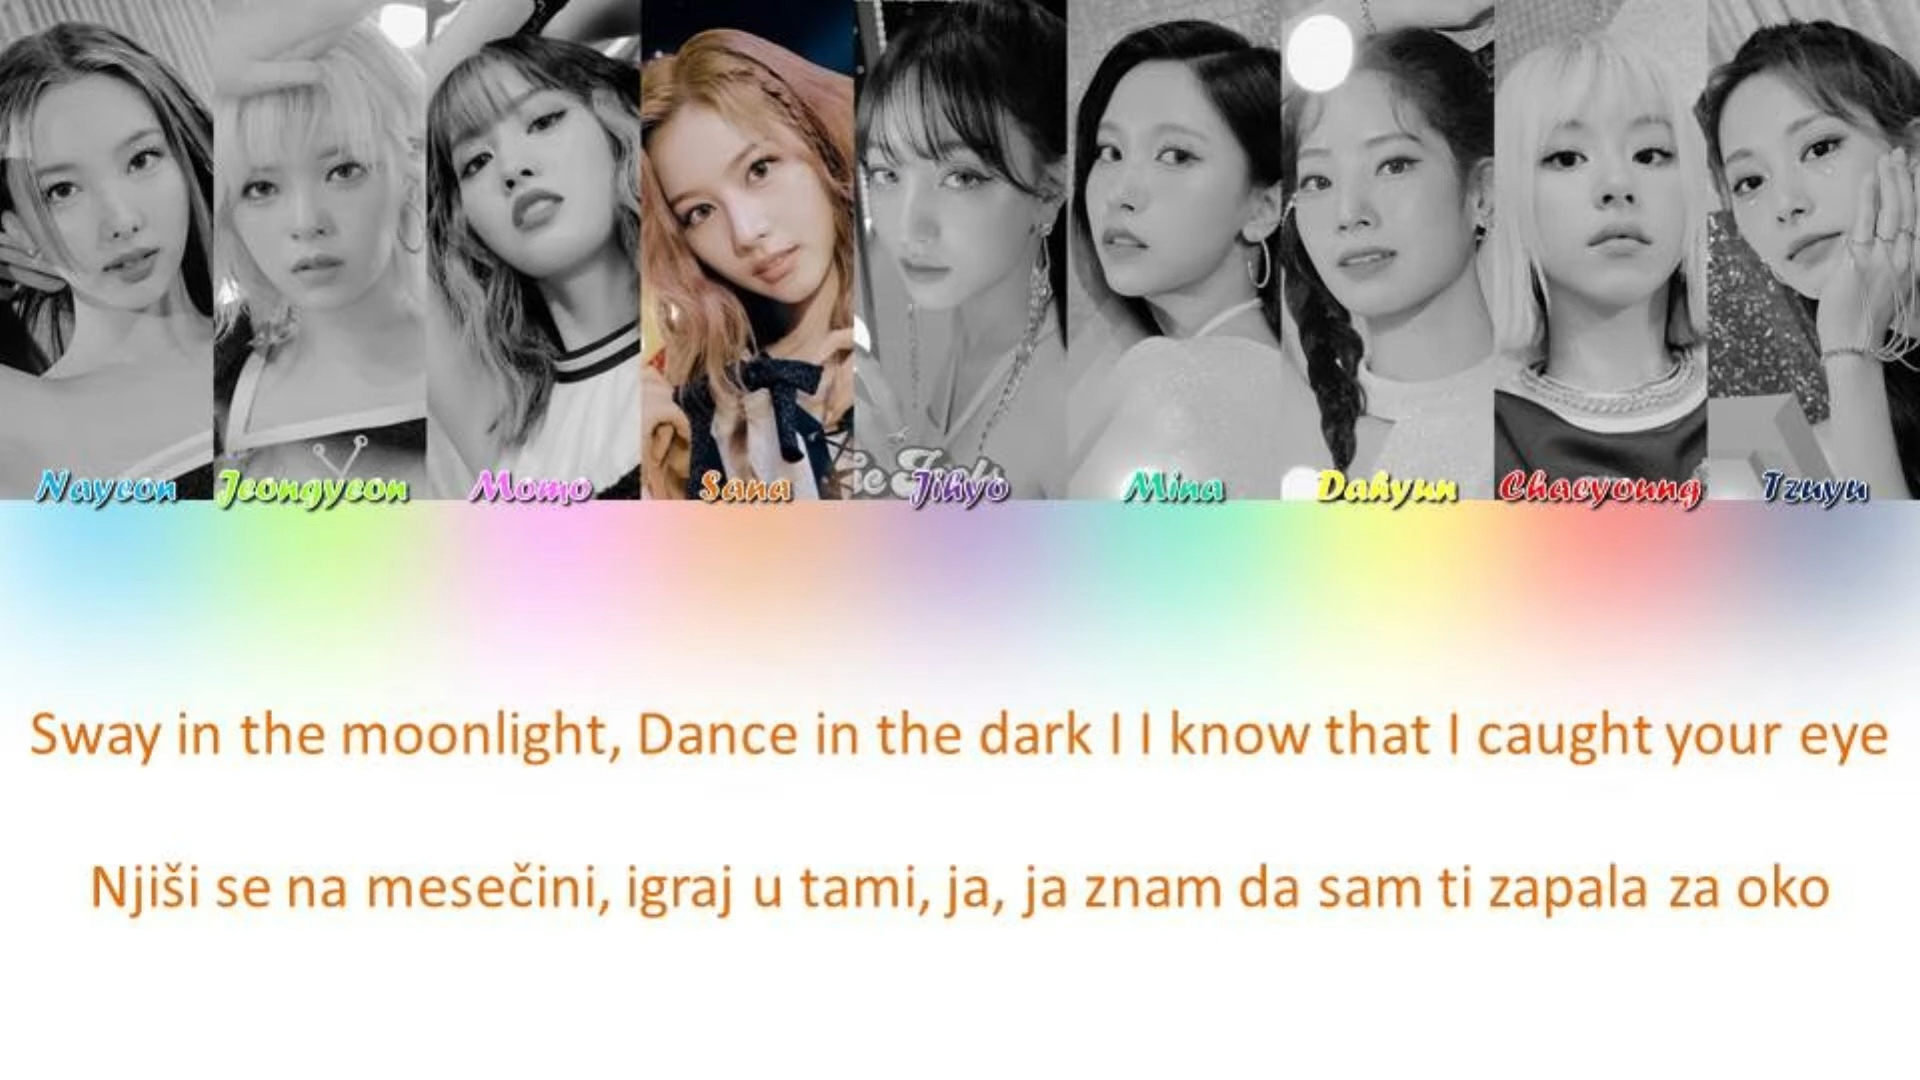 Nayeon Jeongyeon Momo Sana Jihyo Mina Dahyun Chaeyoung Tzuyu
Sway in the moonlight, Dance in the dark I I know that I caught your eye
Njiši se na mesečini, igraj u tami, ja, ja znam da sam ti zapala za oko